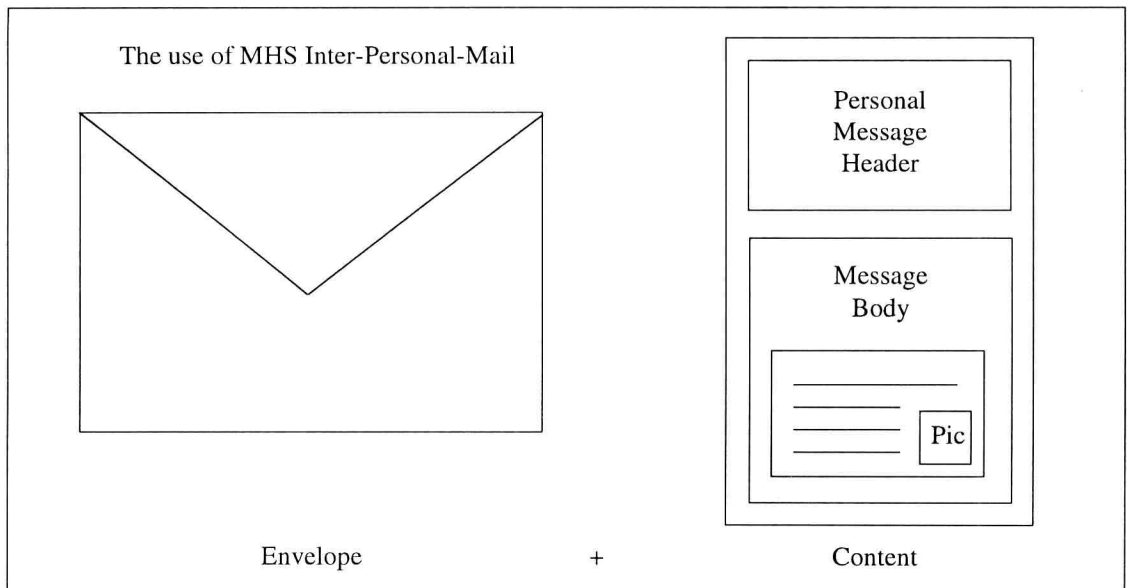 The use of MHS Inter-Personal-Mail
Personal
Message
Header
Message
Body
Pic
Envelope + Content